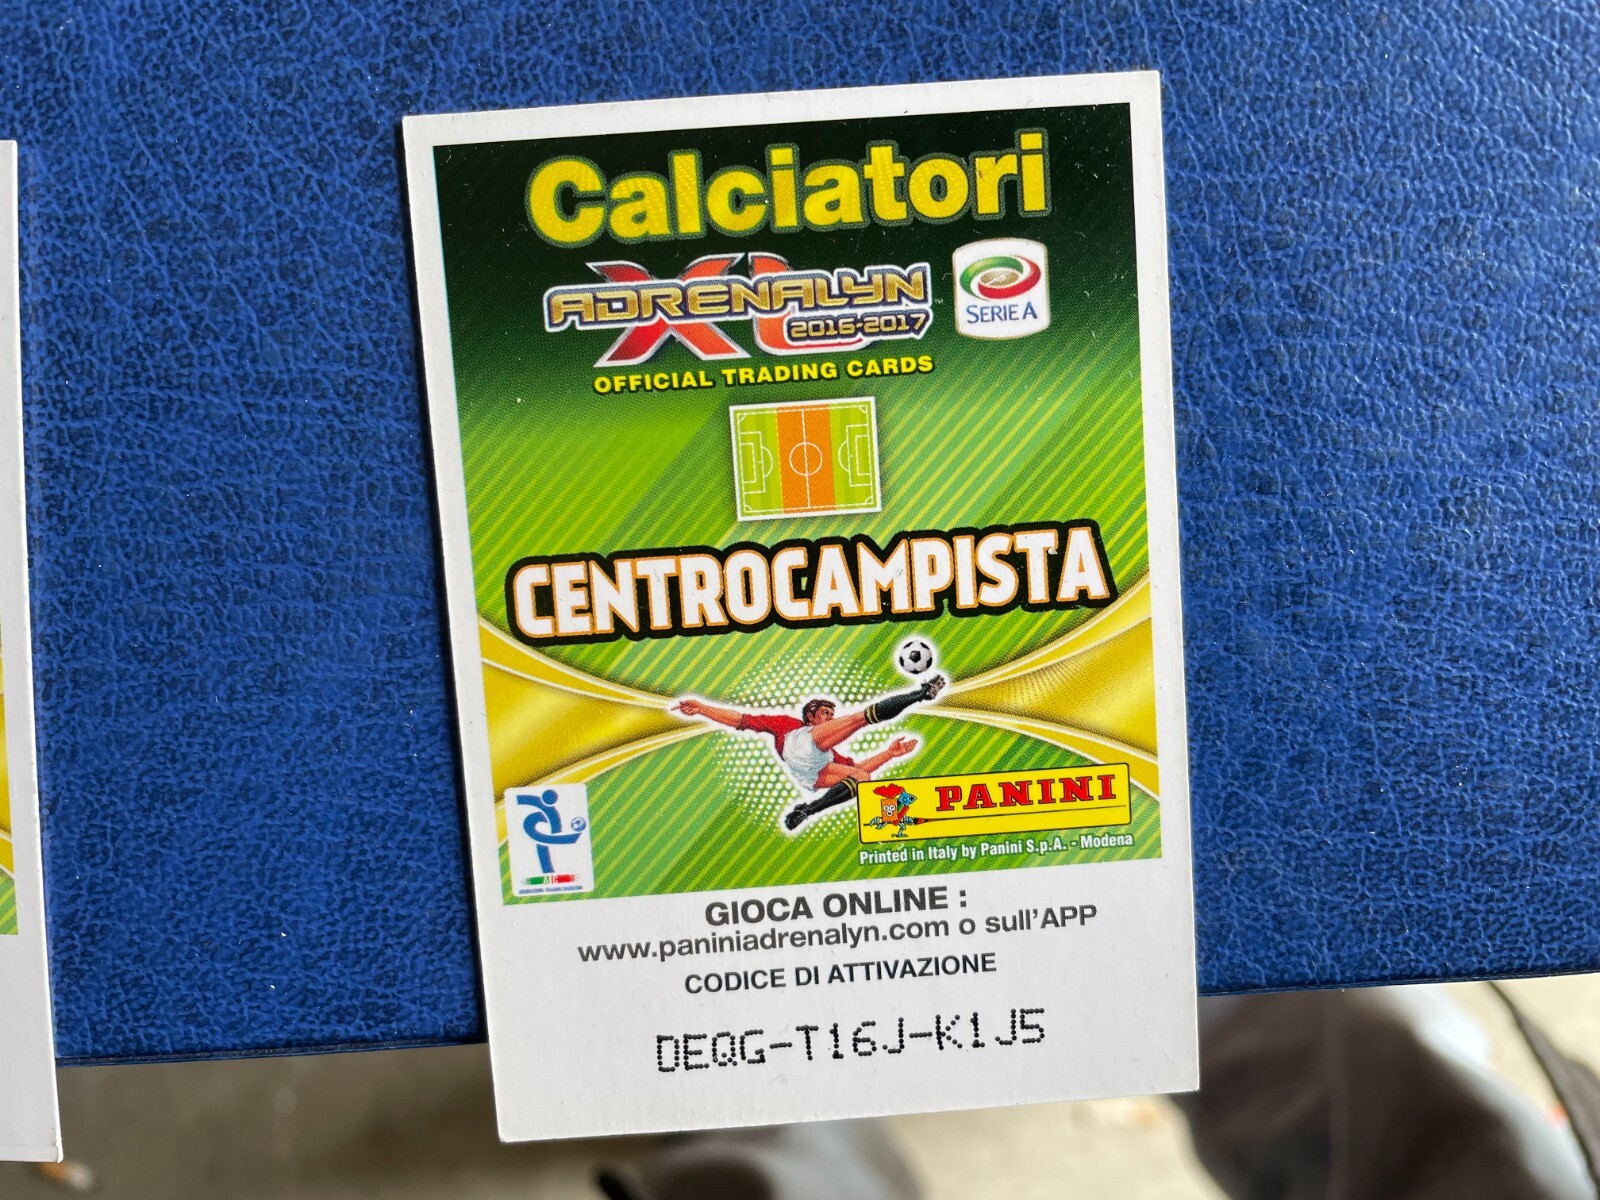 Calciatori
ADRENALYN XL
2016-2017
SERIE A
OFFICIAL TRADING CARDS
CENTROCAMPISTA
PANINI
Printed in Italy by Panini S.p.A. - Modena
GIOCA ONLINE :
www.paniniadrenalyn.com o sull'APP
CODICE DI ATTIVAZIONE
DEQG-T16J-K1J5